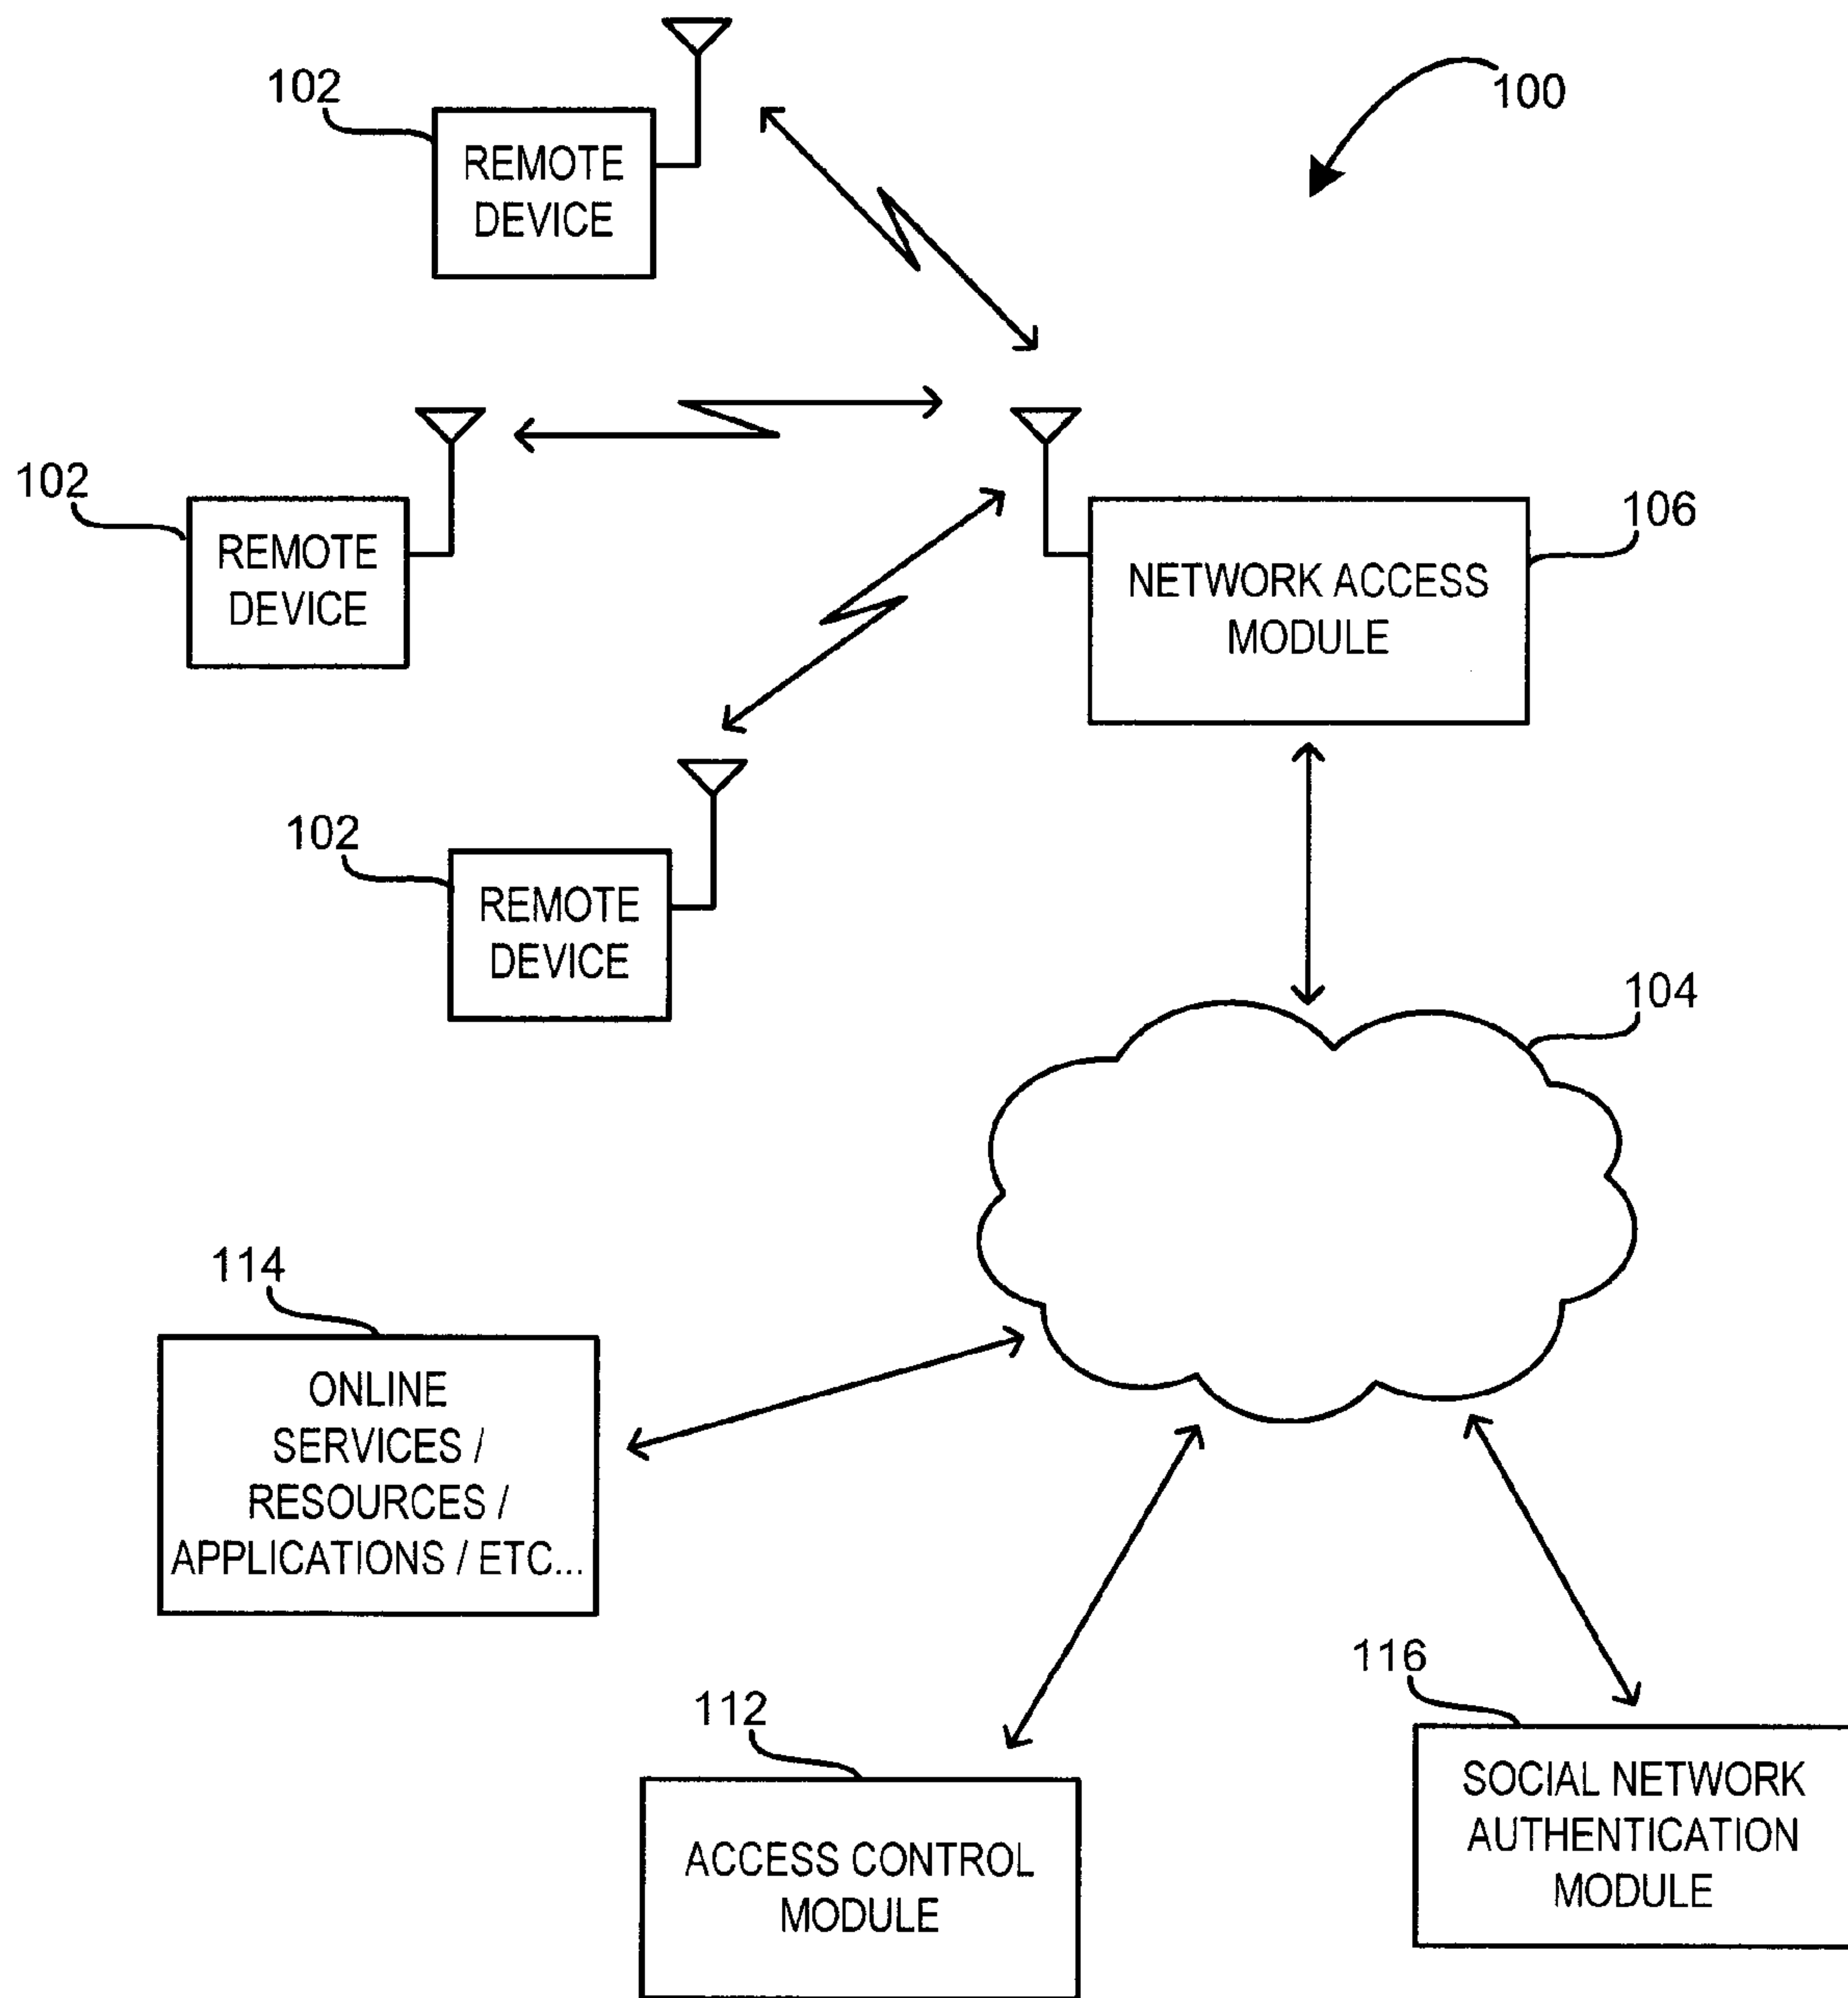 102
REMOTE
DEVICE
100
102
REMOTE
DEVICE
106
NETWORK ACCESS
MODULE
102
REMOTE
DEVICE
104
114
ONLINE
SERVICES /
RESOURCES /
APPLICATIONS / ETC...
112
ACCESS CONTROL
MODULE
116
SOCIAL NETWORK
AUTHENTICATION
MODULE